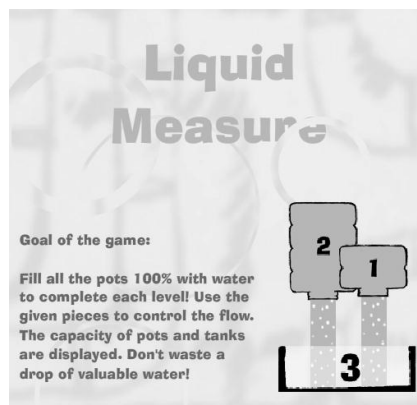 Liquid
Measure
Goal of the game:
Fill all the pots 100% with water
to complete each level! Use the
given pieces to control the flow.
The capacity of pots and tanks
are displayed. Don't waste a
drop of valuable water!
2
1
3